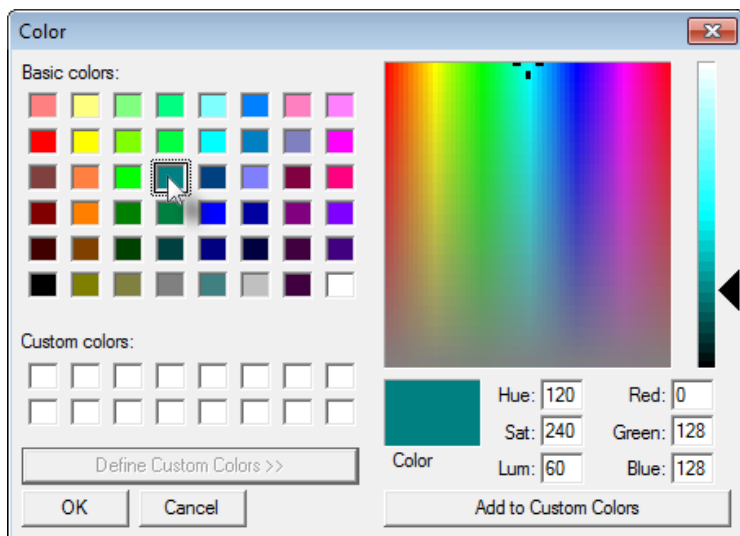 Color
Basic colors:
Custom colors:
Define Custom Colors >>
OK
Cancel
Color
Hue: 120
Sat: 240
Lum: 60
Red: 0
Green: 128
Blue: 128
Add to Custom Colors